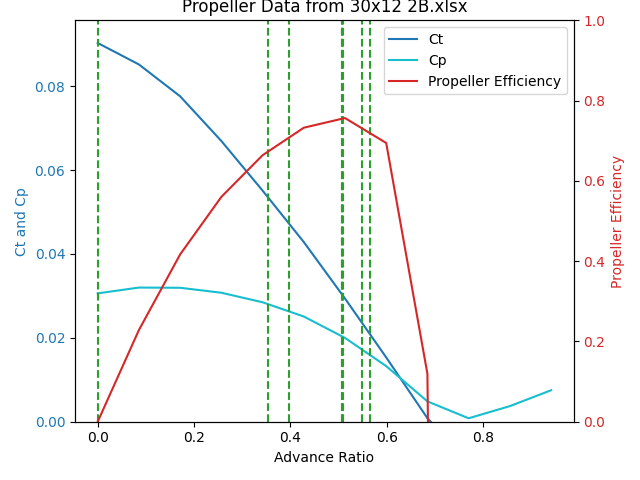 Propeller Data from 30x12 2B.xlsx
Ct
Cp
Propeller Efficiency
Ct and Cp
0.08
0.06
0.04
0.02
0.00
1.0
0.8
0.6
0.4
0.2
0.0
Propeller Efficiency
0.0 0.2 0.4 0.6 0.8
Advance Ratio